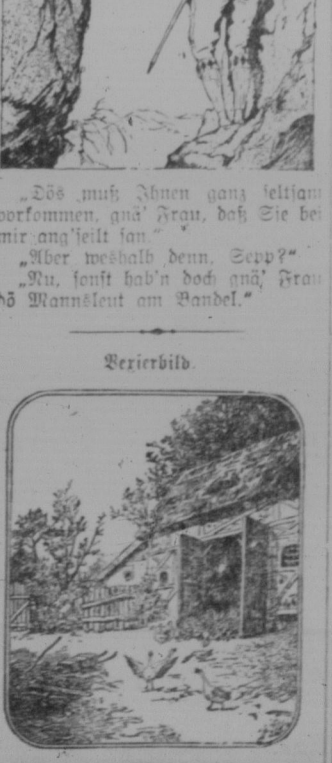 „Dös muß Ihnen ganz seltsam
vorkommen, gnä' Frau, daß Sie bei
mir ang'seilt san.“
„Aber weshalb denn, Sepp?“
„Nu, sonst hab'n doch gnä' Frau
dö Mannsleut am Bandel.“
Vexierbild.